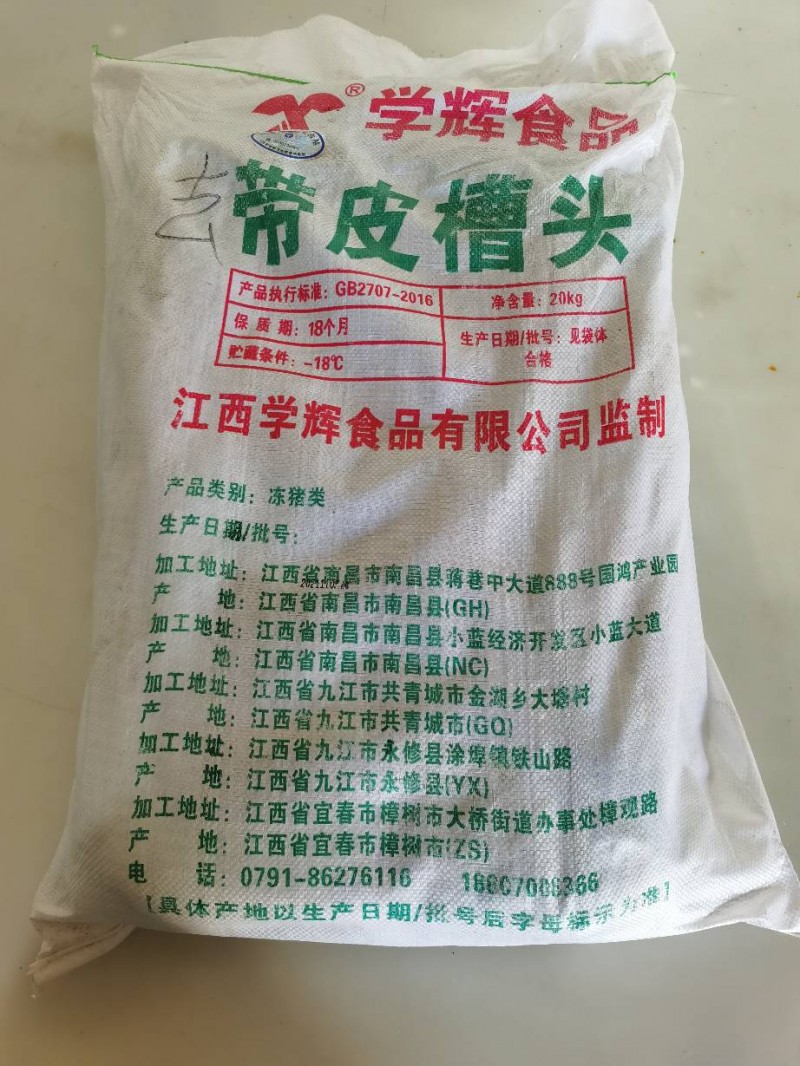 ® 学辉食品
去
带皮槽头
产品执行标准：GB2707-2016
净含量：20kg
保质期：18个月
生产日期/批号：见袋体
合格
贮藏条件：-18℃
江西学辉食品有限公司监制
产品类别：冻猪类
生产日期/批号：
加工地址：江西省南昌市南昌县蒋巷中大道888号国鸿产业园
产 地：江西省南昌市南昌县(GH)
加工地址：江西省南昌市南昌县小蓝经济开发区小蓝大道
产 地：江西省南昌市南昌县(NC)
加工地址：江西省九江市共青城市金湖乡大塘村
产 地：江西省九江市共青城市(GQ)
加工地址：江西省九江市永修县涂埠镇铁山路
产 地：江西省九江市永修县(YX)
加工地址：江西省宜春市樟树市大桥街道办事处樟观路
产 地：江西省宜春市樟树市(ZS)
电 话：0791-86276116
【具体产地以生产日期/批号后字母标示为准】